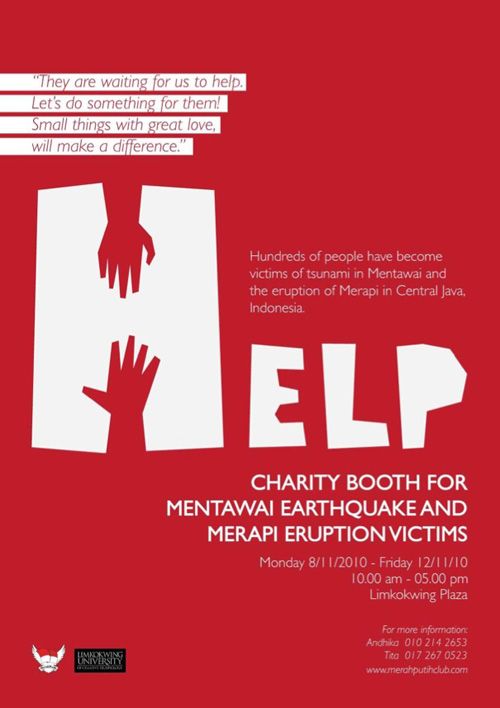 “They are waiting for us to help.
Let’s do something for them!
Small things with great love,
will make a difference.”
Hundreds of people have become
victims of tsunami in Mentawai and
the eruption of Merapi in Central Java,
Indonesia.
HELP
CHARITY BOOTH FOR
MENTAWAI EARTHQUAKE AND
MERAPI ERUPTION VICTIMS
Monday 8/11/2010 - Friday 12/11/10
10.00 am - 05.00 pm
Limkokwing Plaza
For more information:
Andhika 010 214 2653
Tita 017 267 0523
www.merahputihclub.com
LIMKOKWING
UNIVERSITY
OF CREATIVE TECHNOLOGY